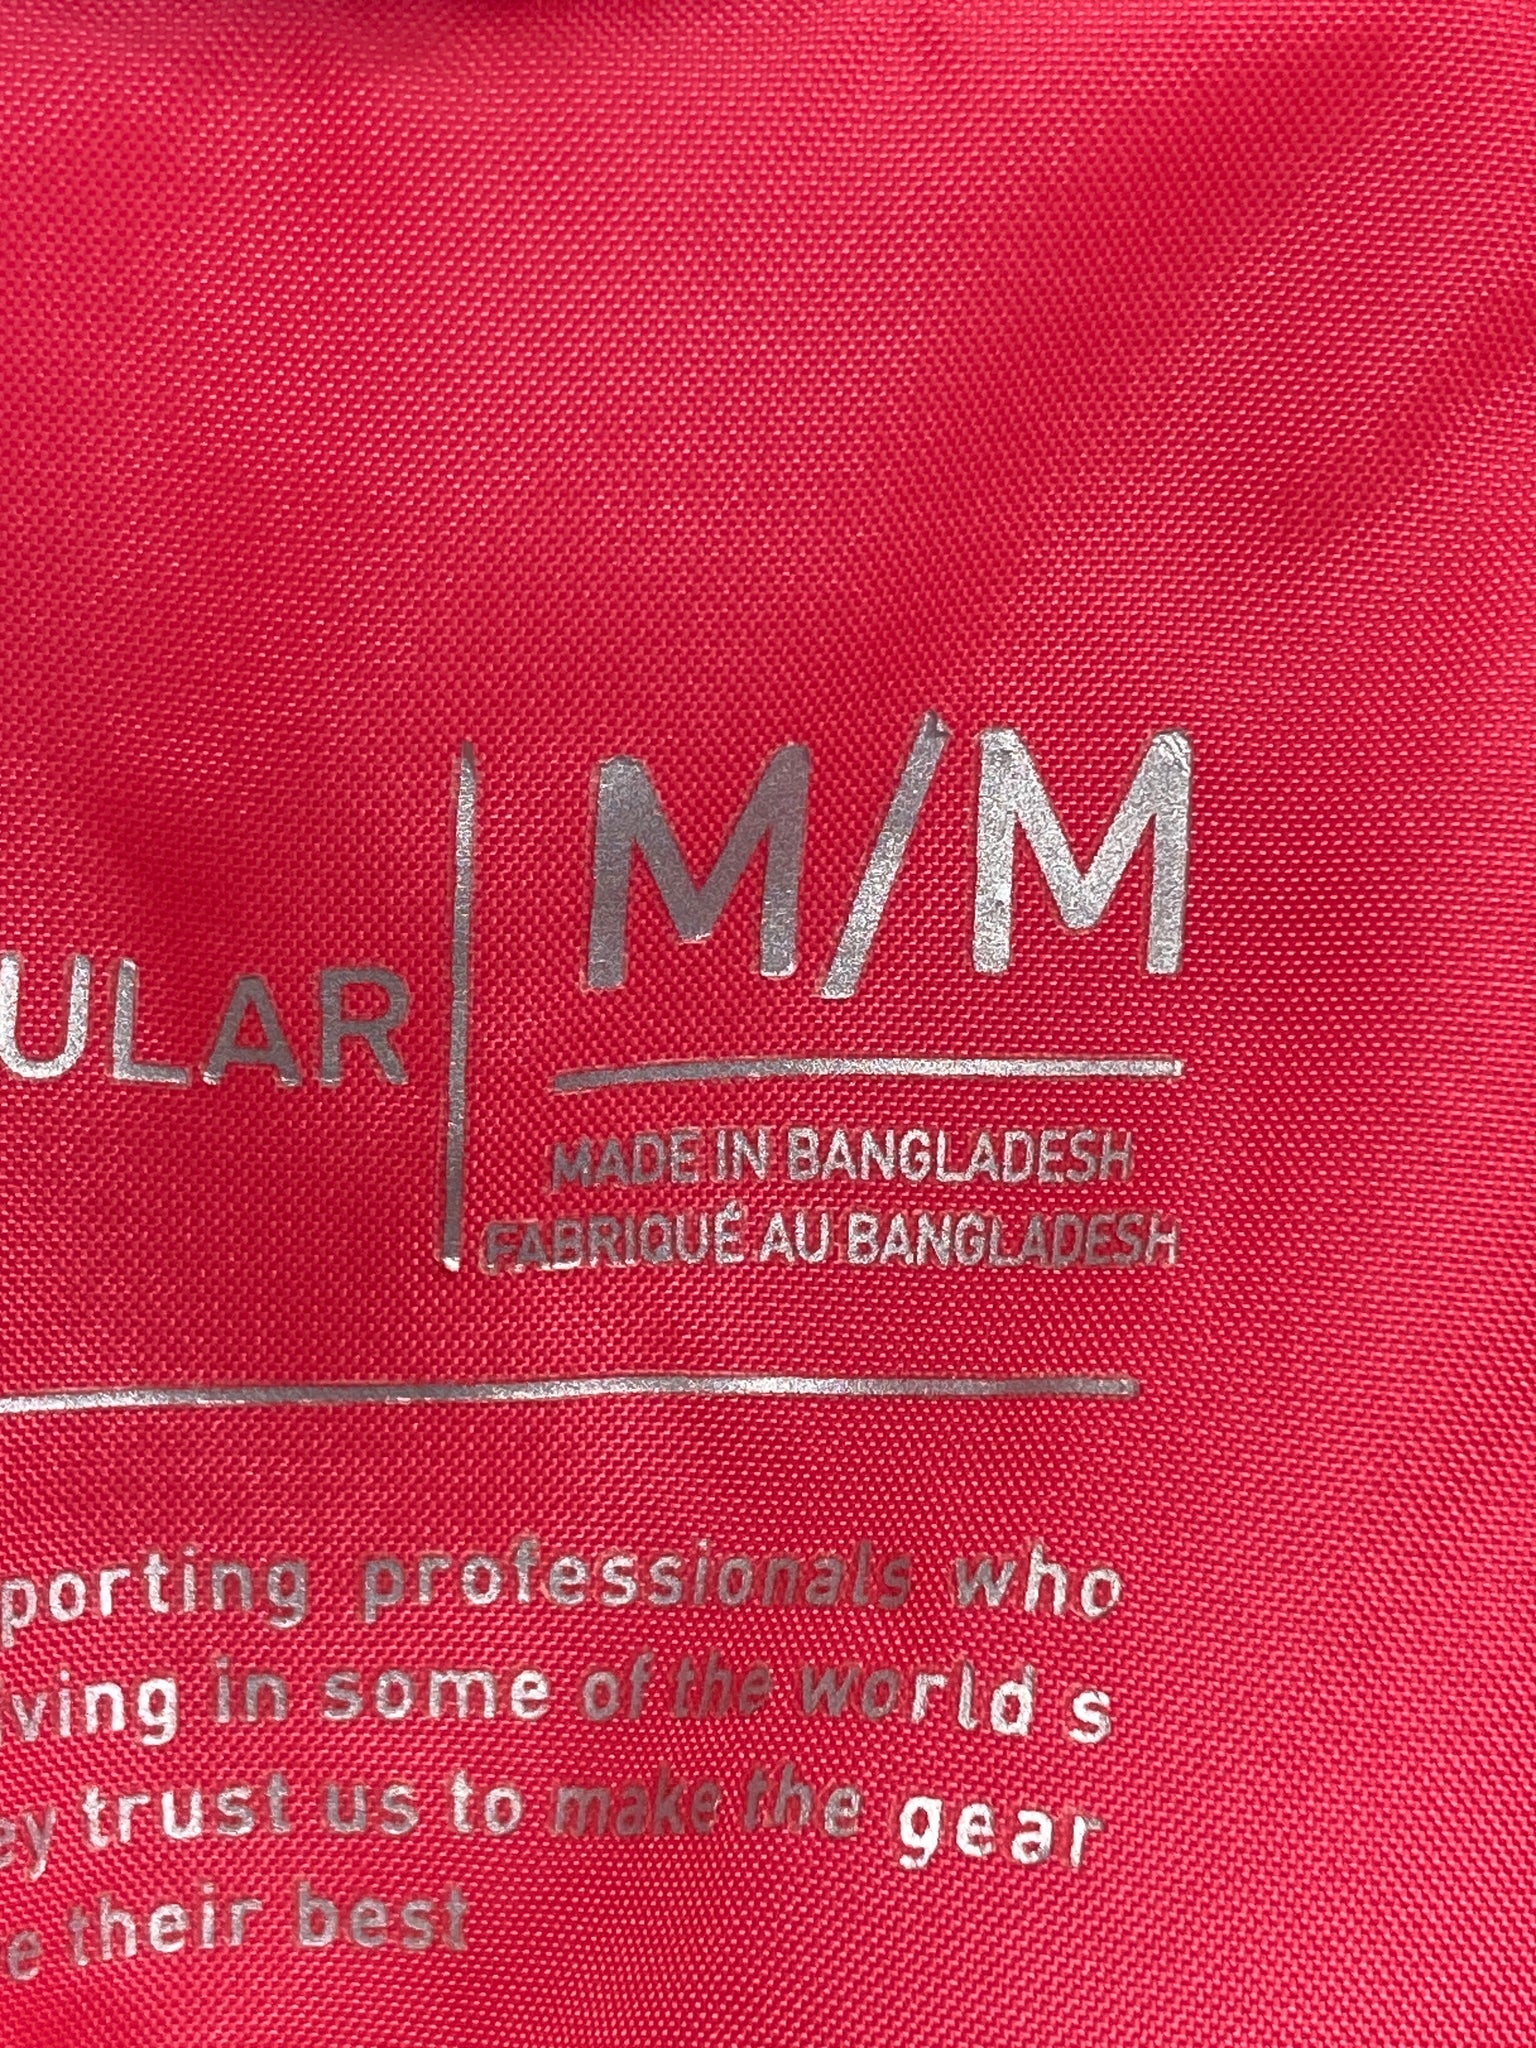 ULAR
M/M
MADE IN BANGLADESH
FABRIQUÉ AU BANGLADESH
porting professionals who
ving in some of the world s
ey trust us to make the gear
e their best